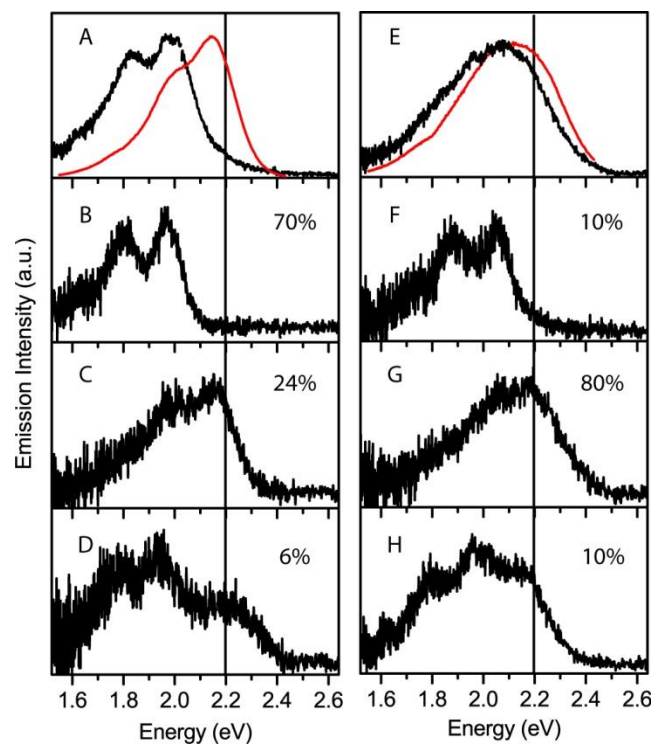 A
E
B
70%
F
10%
C
24%
G
80%
D
6%
H
10%
Emission Intensity (a.u.)
1.6 1.8 2.0 2.2 2.4 2.6
1.6 1.8 2.0 2.2 2.4 2.6
Energy (eV)
Energy (eV)